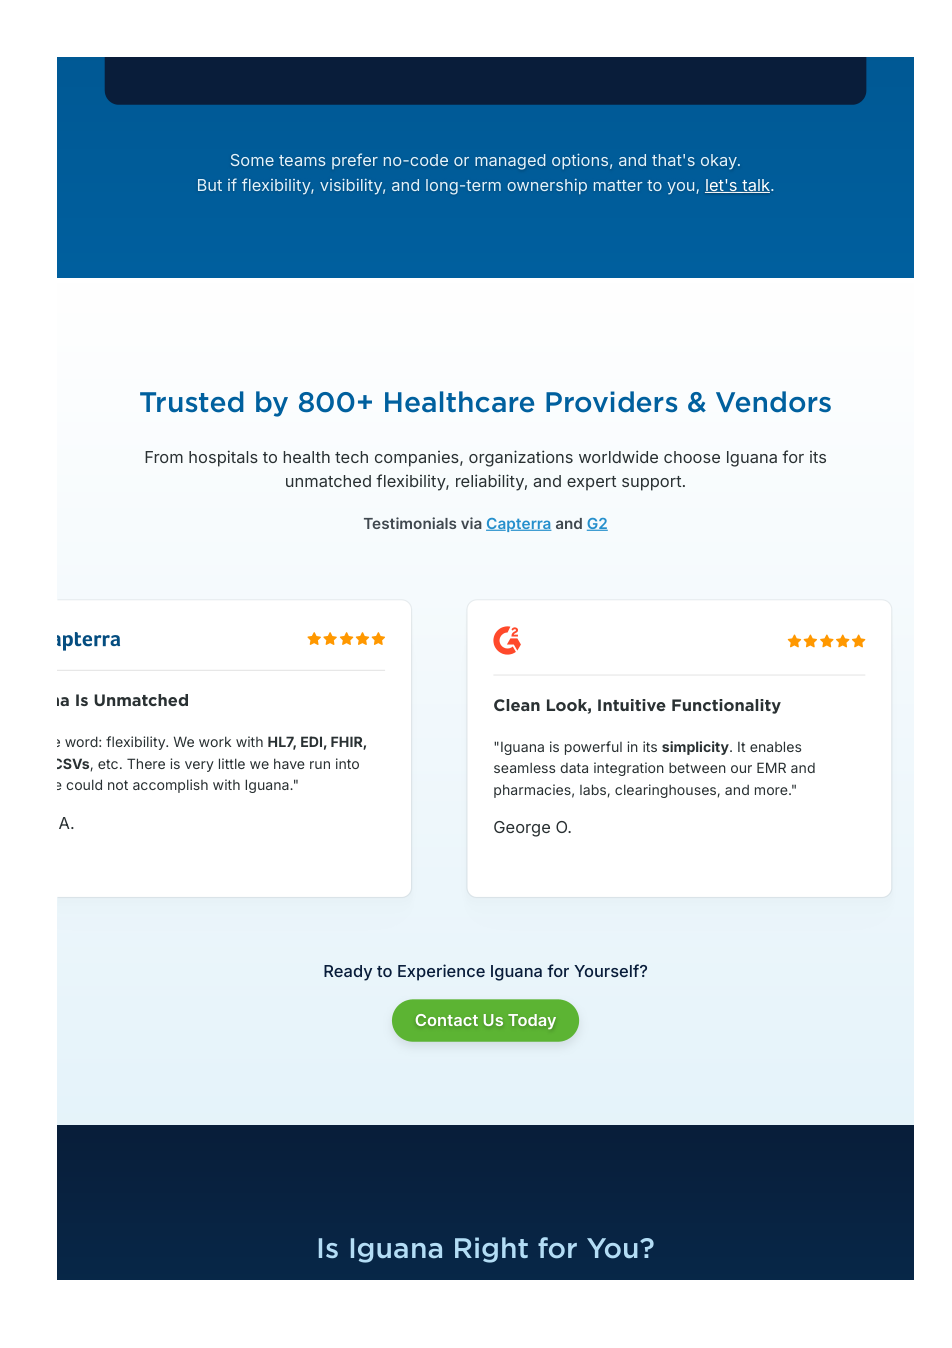 Some teams prefer no-code or managed options, and that's okay.
But if flexibility, visibility, and long-term ownership matter to you, let's talk.
Trusted by 800+ Healthcare Providers & Vendors
From hospitals to health tech companies, organizations worldwide choose Iguana for its
unmatched flexibility, reliability, and expert support.
Testimonials via Capterra and G2
apterra
na Is Unmatched
e word: flexibility. We work with HL7, EDI, FHIR,
CSVs, etc. There is very little we have run into
e could not accomplish with Iguana."
A.
G2
Clean Look, Intuitive Functionality
"Iguana is powerful in its simplicity. It enables
seamless data integration between our EMR and
pharmacies, labs, clearinghouses, and more."
George O.
Ready to Experience Iguana for Yourself?
Contact Us Today
Is Iguana Right for You?